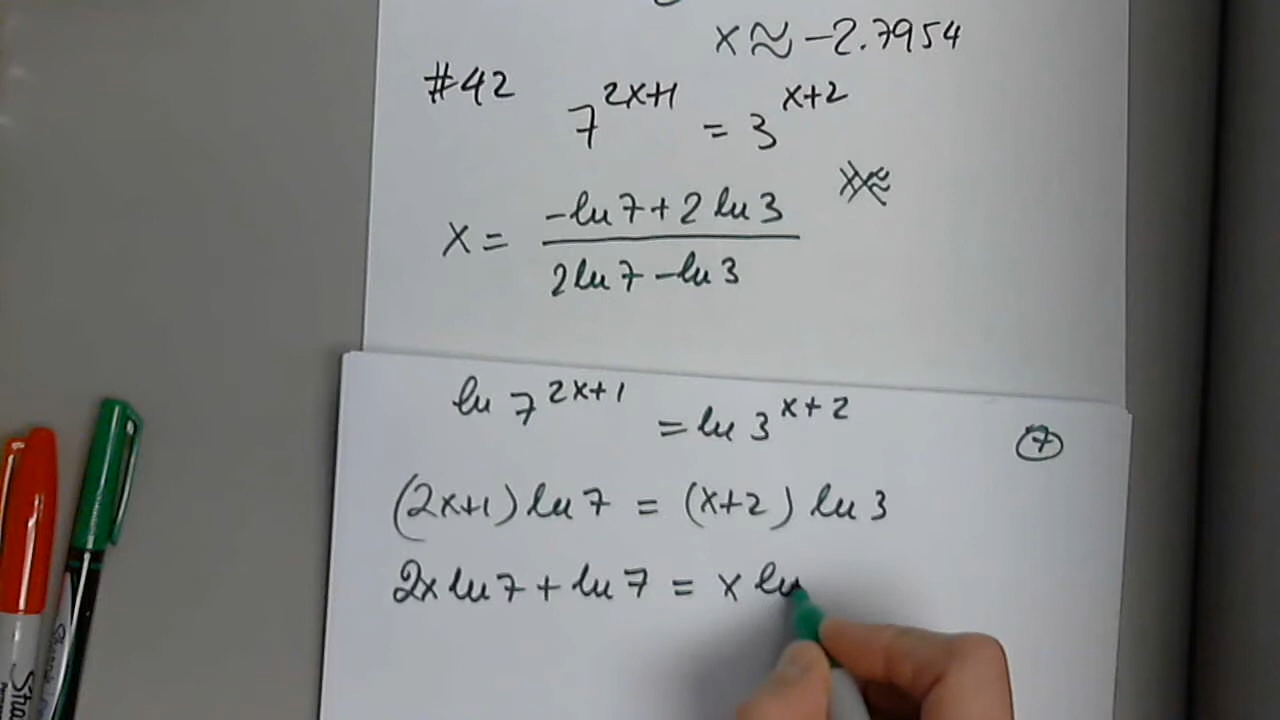 x ≈ -2.7954
#42 7^{2x+1} = 3^{x+2}
x = \frac{-ln 7 + 2 ln 3}{2 ln 7 - ln 3}
ln 7^{2x+1} = ln 3^{x+2}
⑦
(2x+1) ln 7 = (x+2) ln 3
2x ln 7 + ln 7 = x ln
Sha